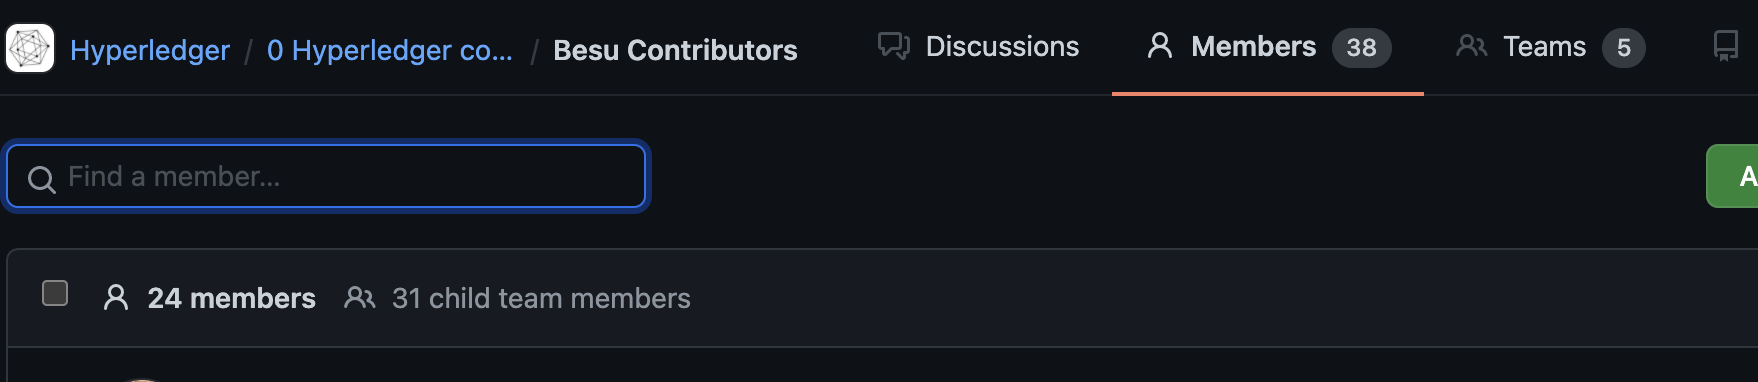 Hyperledger / 0 Hyperledger co... / Besu Contributors Discussions Members 38 Teams 5
Find a member...
A
24 members 31 child team members